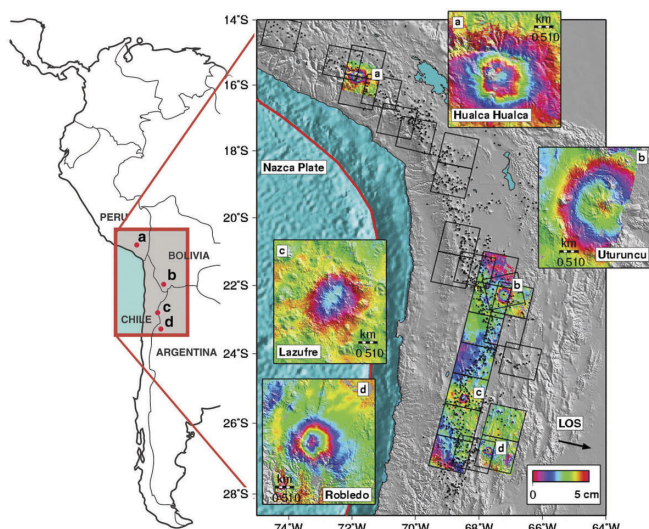 PERU
BOLIVIA
CHILE
ARGENTINA
a
b
c
d
14°S
16°S
18°S
20°S
22°S
24°S
26°S
28°S
74°W
72°W
70°W
69°W
66°W
64°W
Nazca Plate
a
km
0 5 10
Hualca Hualca
b
km
0 5 10
Uturuncu
c
km
0 5 10
Lazufre
d
km
0 5 10
Robledo
a
b
c
d
LOS
0 5 cm